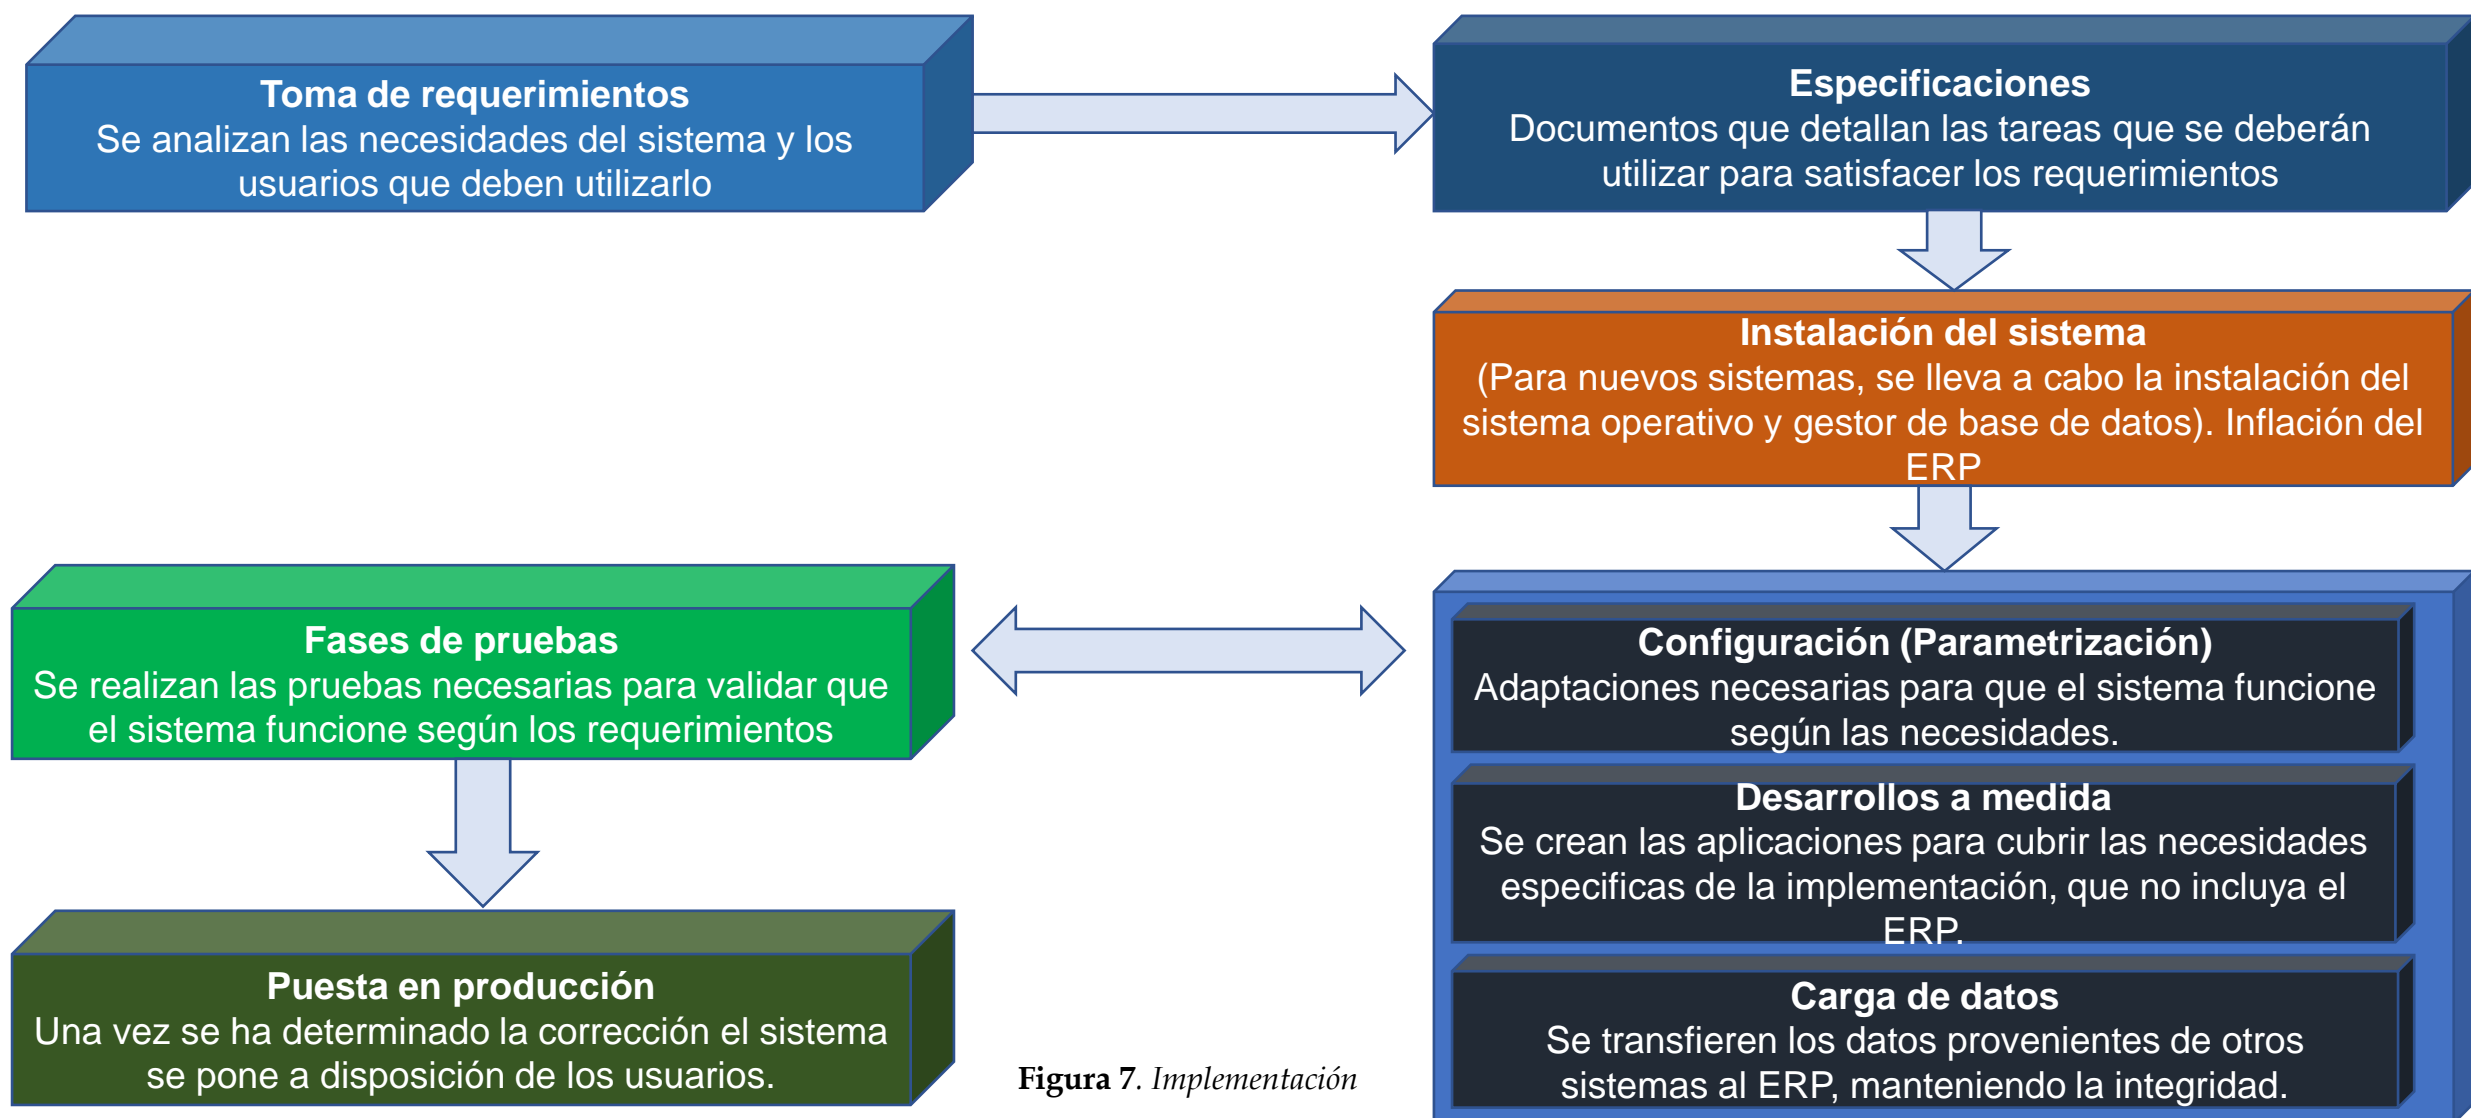 Toma de requerimientos
Se analizan las necesidades del sistema y los
usuarios que deben utilizarlo
Especificaciones
Documentos que detallan las tareas que se deberán
utilizar para satisfacer los requerimientos
Instalación del sistema
(Para nuevos sistemas, se lleva a cabo la instalación del
sistema operativo y gestor de base de datos). Inflación del
ERP
Configuración (Parametrización)
Adaptaciones necesarias para que el sistema funcione
según las necesidades.
Desarrollos a medida
Se crean las aplicaciones para cubrir las necesidades
especificas de la implementación, que no incluya el
ERP.
Carga de datos
Se transfieren los datos provenientes de otros
sistemas al ERP, manteniendo la integridad.
Fases de pruebas
Se realizan las pruebas necesarias para validar que
el sistema funcione según los requerimientos
Puesta en producción
Una vez se ha determinado la corrección el sistema
se pone a disposición de los usuarios.
Figura 7. Implementación